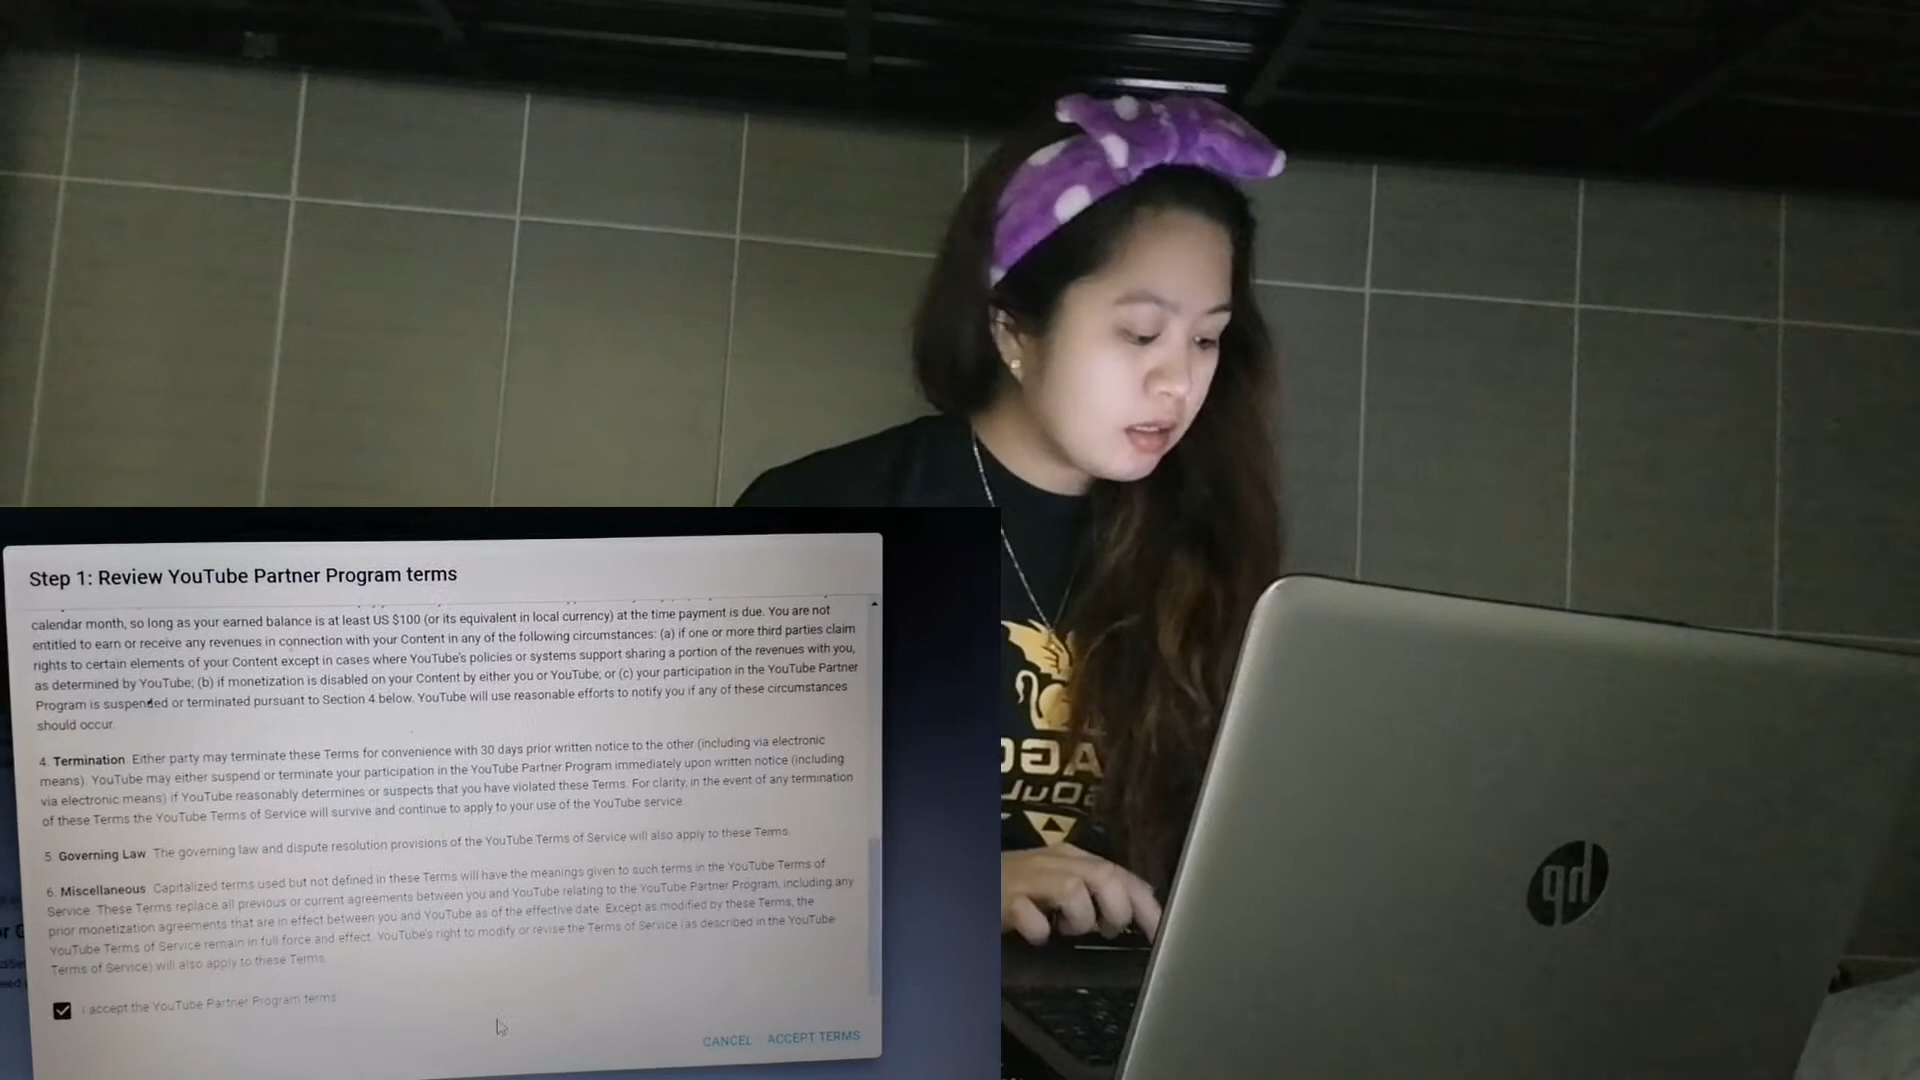 Step 1: Review YouTube Partner Program terms
calendar month, so long as your earned balance is at least US $100 (or its equivalent in local currency) at the time payment is due. You are not
entitled to earn or receive any revenues in connection with your Content in any of the following circumstances: (a) if one or more third parties claim
rights to certain elements of your Content except in cases where YouTube's policies or systems support sharing a portion of the revenues with you,
as determined by YouTube; (b) if monetization is disabled on your Content by either you or YouTube; or (c) your participation in the YouTube Partner
Program is suspended or terminated pursuant to Section 4 below. YouTube will use reasonable efforts to notify you if any of these circumstances
should occur.
4. Termination. Either party may terminate these Terms for convenience with 30 days prior written notice to the other (including via electronic
means). YouTube may either suspend or terminate your participation in the YouTube Partner Program immediately upon written notice (including
via electronic means) if YouTube reasonably determines or suspects that you have violated these Terms. For clarity, in the event of any termination
of these Terms the YouTube Terms of Service will survive and continue to apply to your use of the YouTube service.
5. Governing Law. The governing law and dispute resolution provisions of the YouTube Terms of Service will also apply to these Terms.
6. Miscellaneous. Capitalized terms used but not defined in these Terms will have the meanings given to such terms in the YouTube Terms of
Service. These Terms replace all previous or current agreements between you and YouTube relating to the YouTube Partner Program, including any
prior monetization agreements that are in effect between you and YouTube as of the effective date. Except as modified by these Terms, the
YouTube Terms of Service remain in full force and effect. YouTube's right to modify or revise the Terms of Service (as described in the YouTube
Terms of Service) will also apply to these Terms.
I accept the YouTube Partner Program terms
CANCEL ACCEPT TERMS
hp